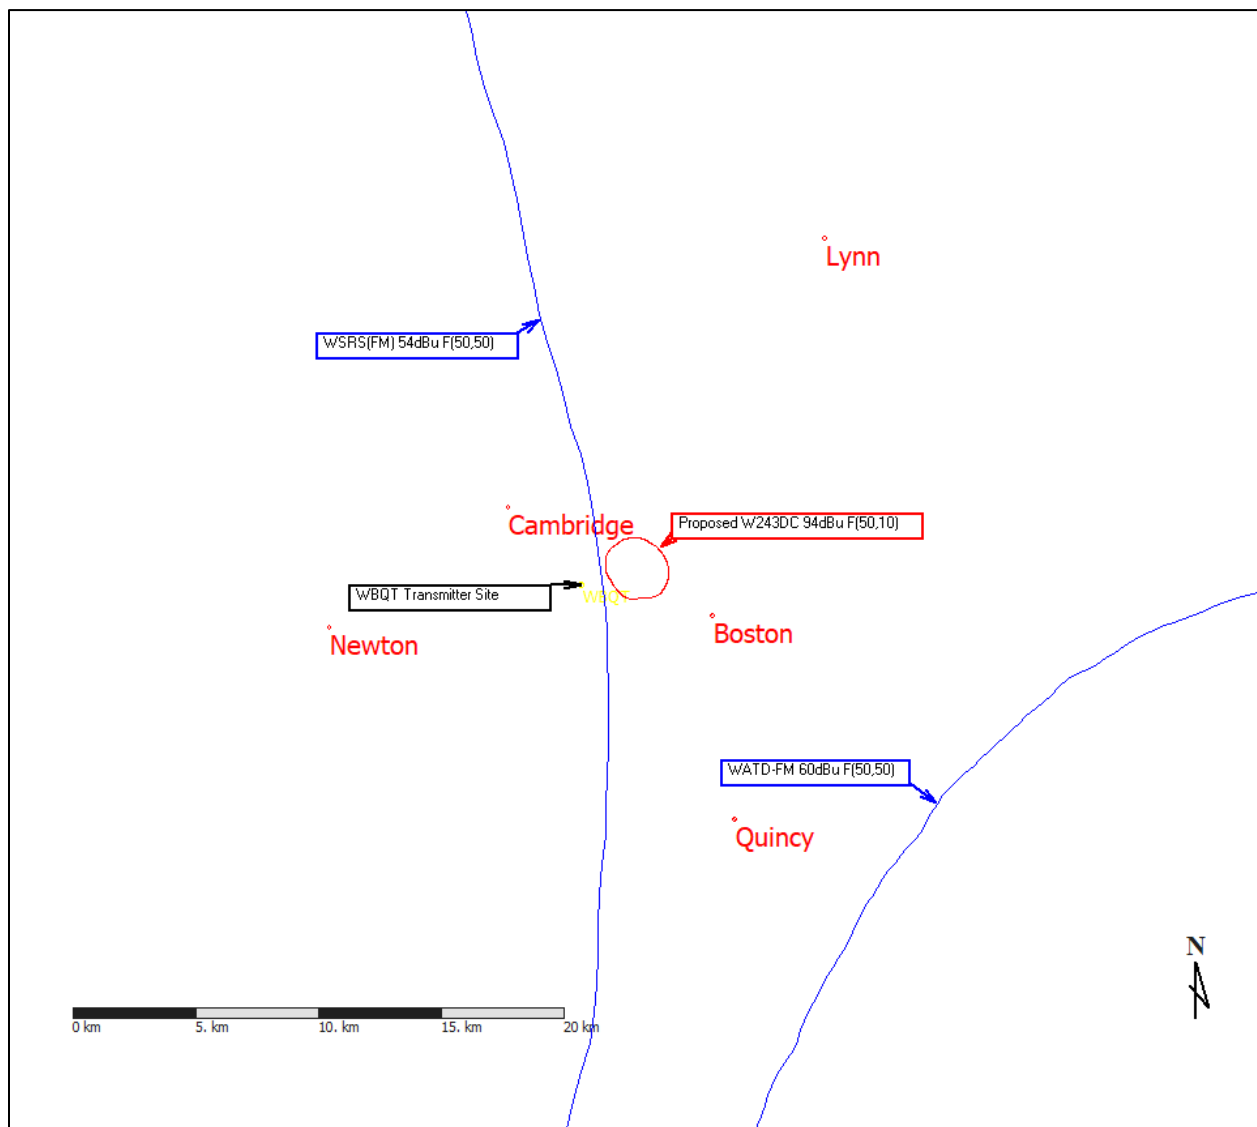 Lynn
WSRS(FM) 54dBu F(50,50)
Cambridge
Proposed W243DC 94dBu F(50,10)
WBQT Transmitter Site
WBQT
Newton
Boston
WATD-FM 60dBu F(50,50)
Quincy
N
0 km 5. km 10. km 15. km 20 km